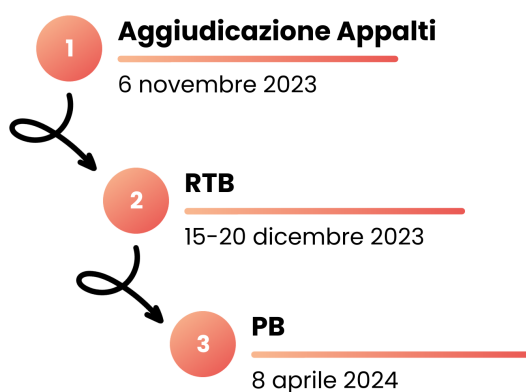 1
Aggiudicazione Appalti
6 novembre 2023
2
RTB
15-20 dicembre 2023
3
PB
8 aprile 2024